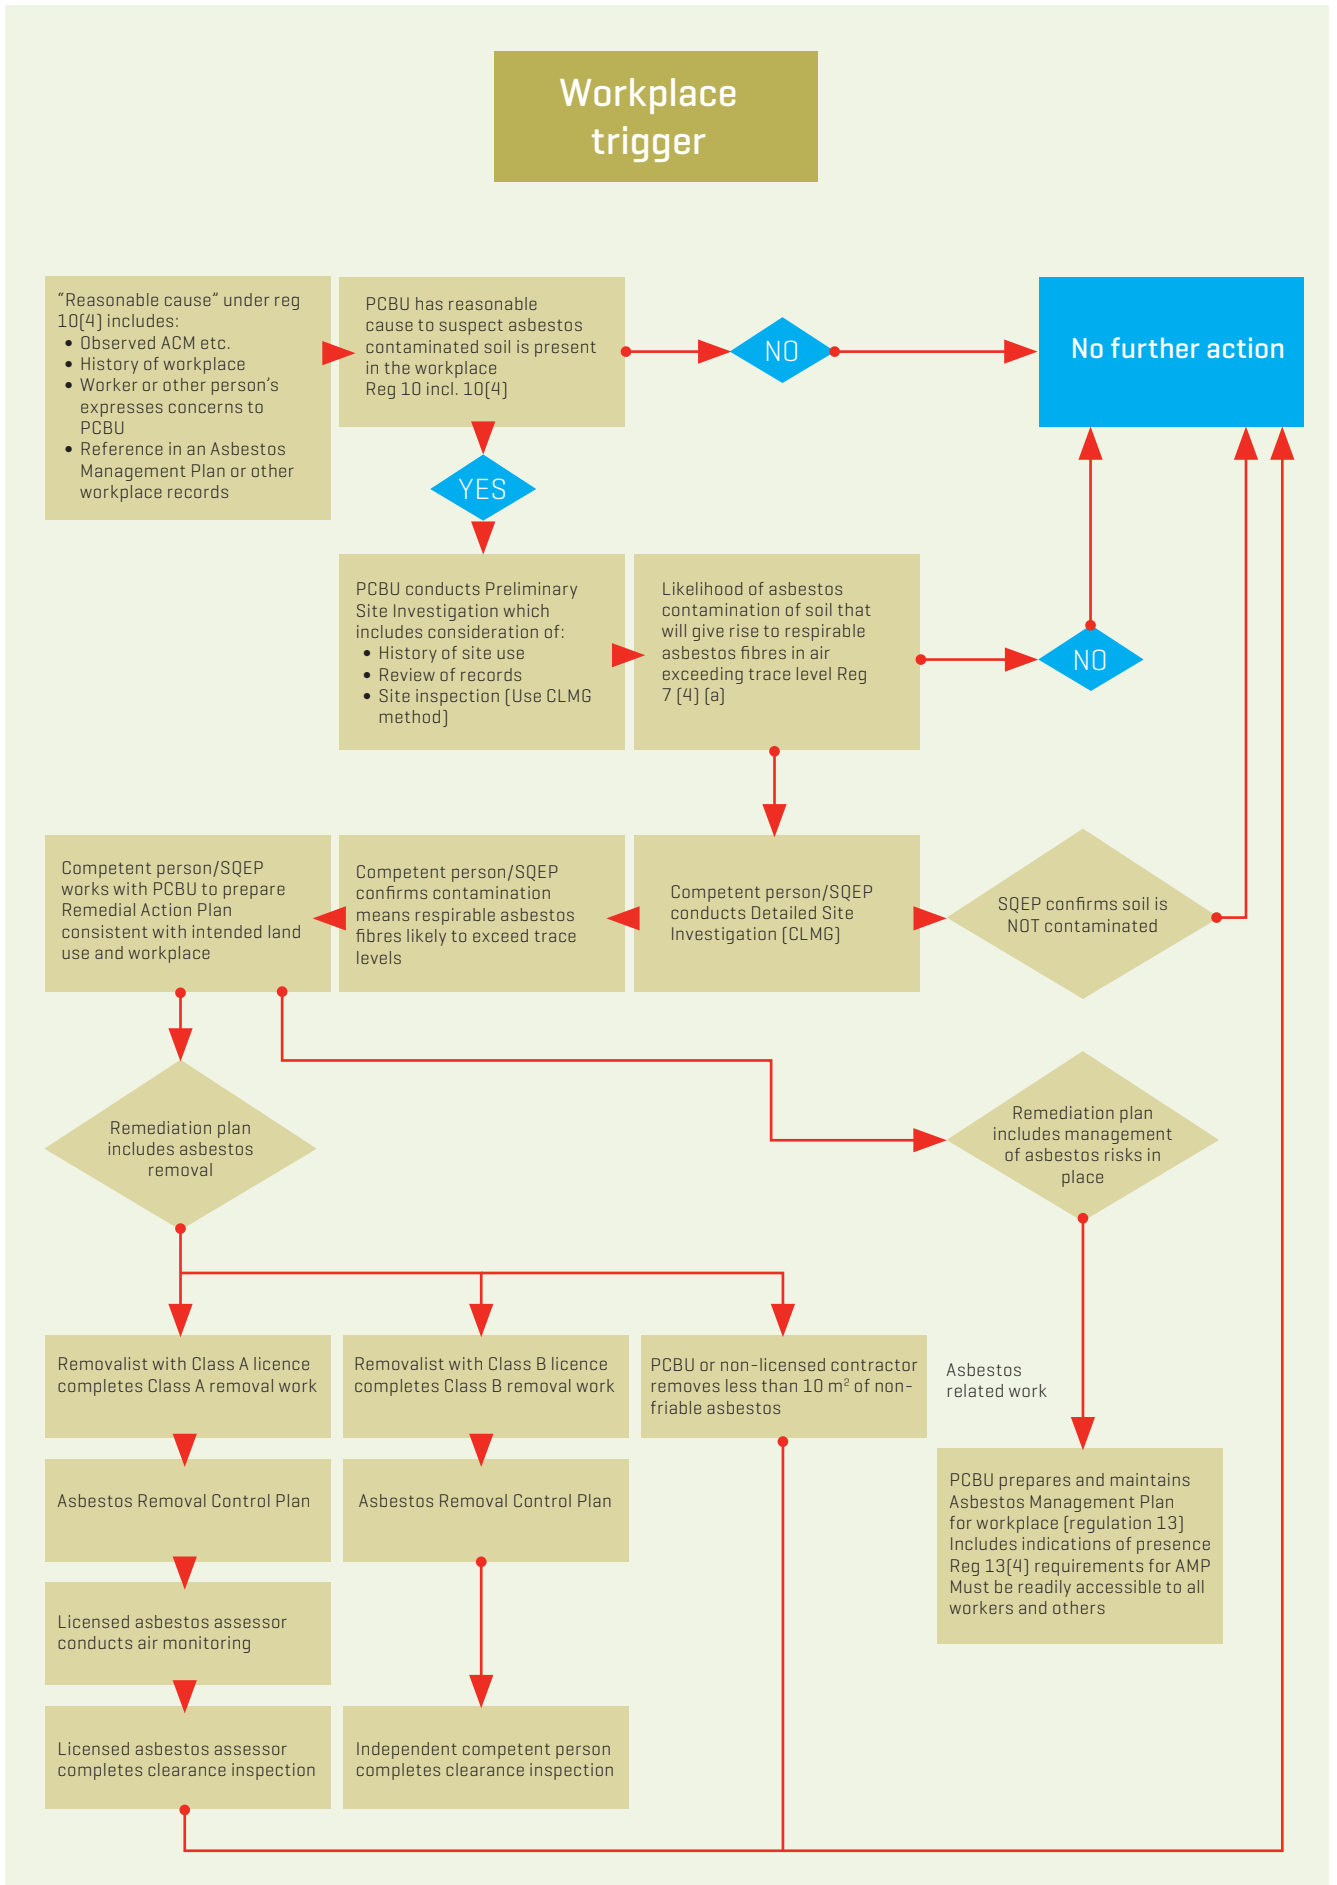 Workplace
trigger
“Reasonable cause” under reg
10(4) includes:
• Observed ACM etc.
• History of workplace
• Worker or other person’s
expresses concerns to
PCBU
• Reference in an Asbestos
Management Plan or other
workplace records
PCBU has reasonable
cause to suspect asbestos
contaminated soil is present
in the workplace
Reg 10 incl. 10(4)
NO
No further action
YES
PCBU conducts Preliminary
Site Investigation which
includes consideration of:
• History of site use
• Review of records
• Site inspection (Use CLMG
method)
Likelihood of asbestos
contamination of soil that
will give rise to respirable
asbestos fibres in air
exceeding trace level Reg
7 (4) (a)
NO
Competent person/SQEP
works with PCBU to prepare
Remedial Action Plan
consistent with intended land
use and workplace
Competent person/SQEP
confirms contamination
means respirable asbestos
fibres likely to exceed trace
levels
Competent person/SQEP
conducts Detailed Site
Investigation (CLMG)
SQEP confirms soil is
NOT contaminated
Remediation plan
includes asbestos
removal
Remediation plan
includes management
of asbestos risks in
place
Removalist with Class A licence
completes Class A removal work
Removalist with Class B licence
completes Class B removal work
PCBU or non-licensed contractor
removes less than 10 m² of non-
friable asbestos
Asbestos
related work
Asbestos Removal Control Plan
Asbestos Removal Control Plan
PCBU prepares and maintains
Asbestos Management Plan
for workplace (regulation 13)
Includes indications of presence
Reg 13(4) requirements for AMP
Must be readily accessible to all
workers and others
Licensed asbestos assessor
conducts air monitoring
Licensed asbestos assessor
completes clearance inspection
Independent competent person
completes clearance inspection